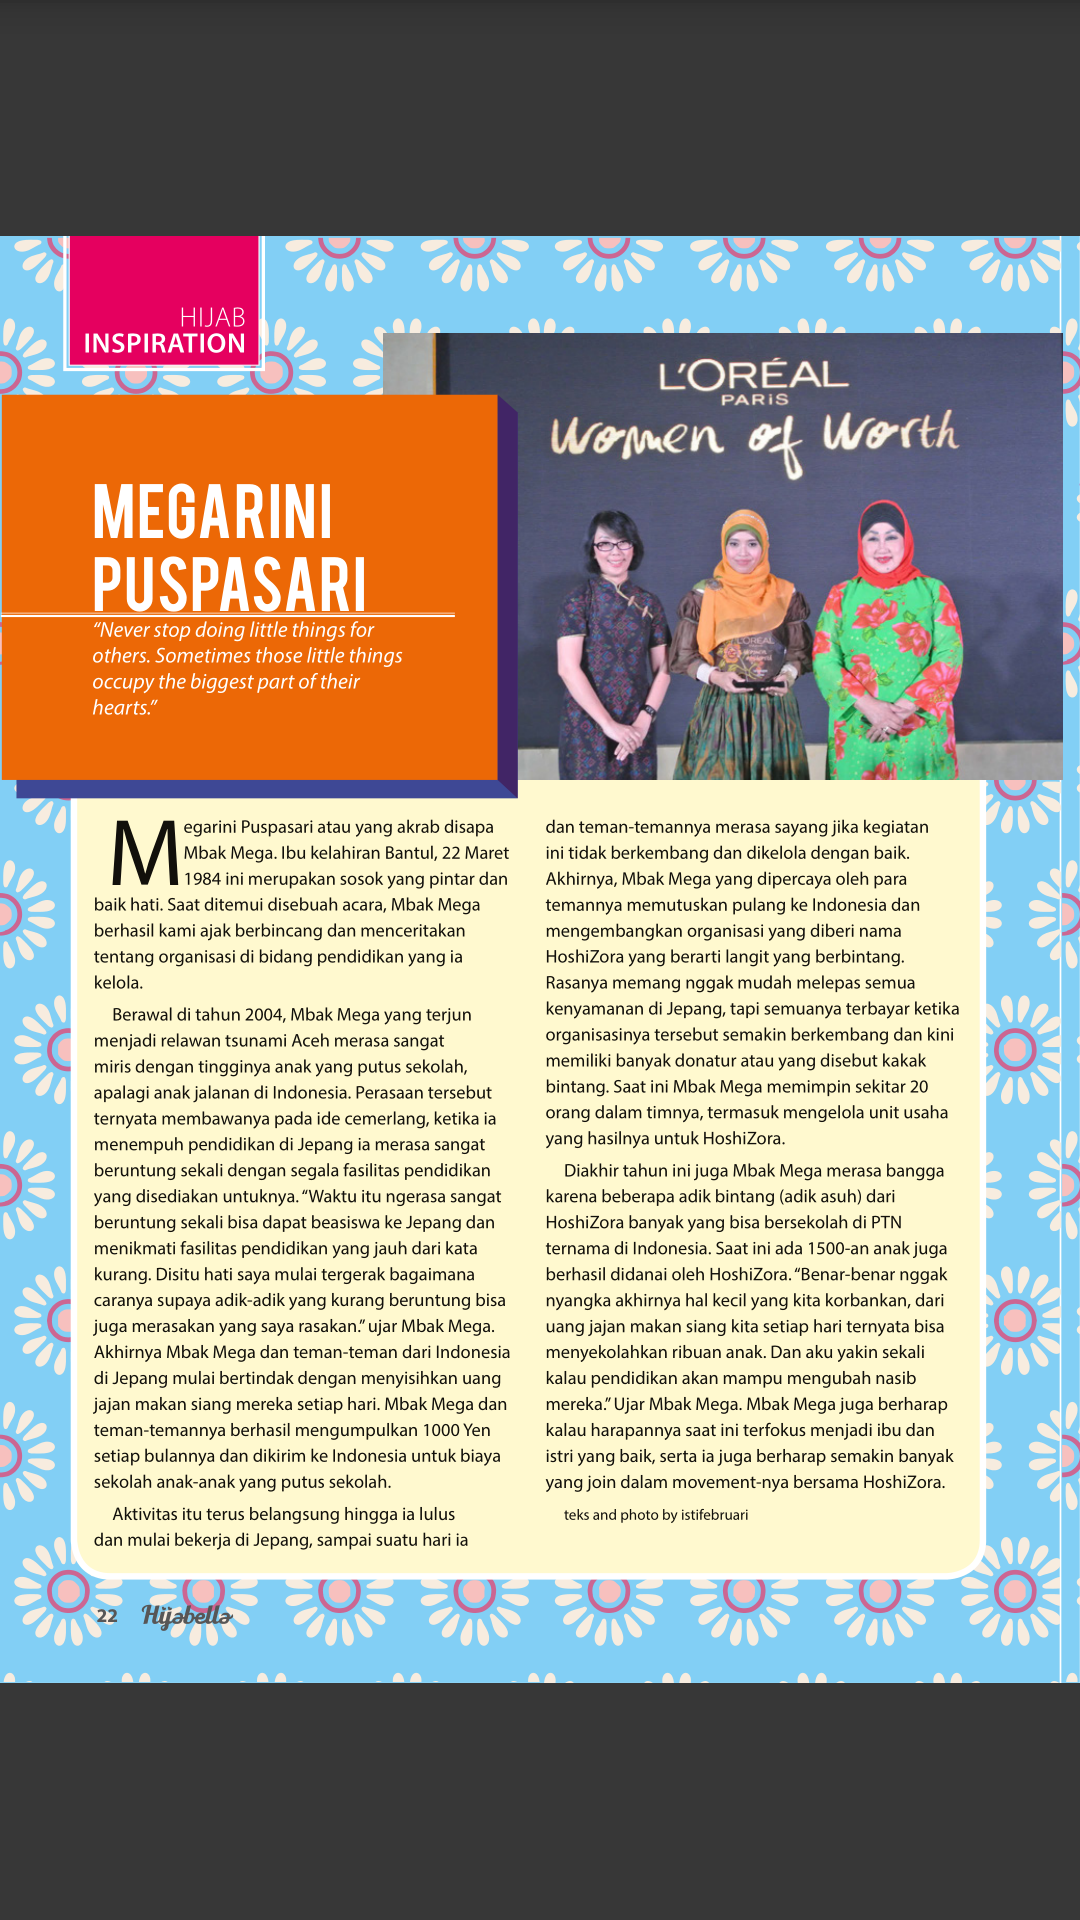 HIJAB
INSPIRATION
L'ORÉAL
PARIS
Women of Worth
MEGARINI
PUSPASARI
“Never stop doing little things for
others. Sometimes those little things
occupy the biggest part of their
hearts.”
L'ORÉAL
Megarini Puspasari atau yang akrab disapa
Mbak Mega. Ibu kelahiran Bantul, 22 Maret
1984 ini merupakan sosok yang pintar dan
baik hati. Saat ditemui disebuah acara, Mbak Mega
berhasil kami ajak berbincang dan menceritakan
tentang organisasi di bidang pendidikan yang ia
kelola.
Berawal di tahun 2004, Mbak Mega yang terjun
menjadi relawan tsunami Aceh merasa sangat
miris dengan tingginya anak yang putus sekolah,
apalagi anak jalanan di Indonesia. Perasaan tersebut
ternyata membawanya pada ide cemerlang, ketika ia
menempuh pendidikan di Jepang ia merasa sangat
beruntung sekali dengan segala fasilitas pendidikan
yang disediakan untuknya. “Waktu itu ngerasa sangat
beruntung sekali bisa dapat beasiswa ke Jepang dan
menikmati fasilitas pendidikan yang jauh dari kata
kurang. Disitu hati saya mulai tergerak bagaimana
caranya supaya adik-adik yang kurang beruntung bisa
juga merasakan yang saya rasakan.” ujar Mbak Mega.
Akhirnya Mbak Mega dan teman-teman dari Indonesia
di Jepang mulai bertindak dengan menyisihkan uang
jajan makan siang mereka setiap hari. Mbak Mega dan
teman-temannya berhasil mengumpulkan 1000 Yen
setiap bulannya dan dikirim ke Indonesia untuk biaya
sekolah anak-anak yang putus sekolah.
Aktivitas itu terus belangsung hingga ia lulus
dan mulai bekerja di Jepang, sampai suatu hari ia
dan teman-temannya merasa sayang jika kegiatan
ini tidak berkembang dan dikelola dengan baik.
Akhirnya, Mbak Mega yang dipercaya oleh para
temannya memutuskan pulang ke Indonesia dan
mengembangkan organisasi yang diberi nama
HoshiZora yang berarti langit yang berbintang.
Rasanya memang nggak mudah melepas semua
kenyamanan di Jepang, tapi semuanya terbayar ketika
organisasinya tersebut semakin berkembang dan kini
memiliki banyak donatur atau yang disebut kakak
bintang. Saat ini Mbak Mega memimpin sekitar 20
orang dalam timnya, termasuk mengelola unit usaha
yang hasilnya untuk HoshiZora.
Diakhir tahun ini juga Mbak Mega merasa bangga
karena beberapa adik bintang (adik asuh) dari
HoshiZora banyak yang bisa bersekolah di PTN
ternama di Indonesia. Saat ini ada 1500-an anak juga
berhasil didanai oleh HoshiZora. “Benar-benar nggak
nyangka akhirnya hal kecil yang kita korbankan, dari
uang jajan makan siang kita setiap hari ternyata bisa
menyekolahkan ribuan anak. Dan aku yakin sekali
kalau pendidikan akan mampu mengubah nasib
mereka.” Ujar Mbak Mega. Mbak Mega juga berharap
kalau harapannya saat ini terfokus menjadi ibu dan
istri yang baik, serta ia juga berharap semakin banyak
yang join dalam movement-nya bersama HoshiZora.
teks and photo by istifebruari
22 Hijabella